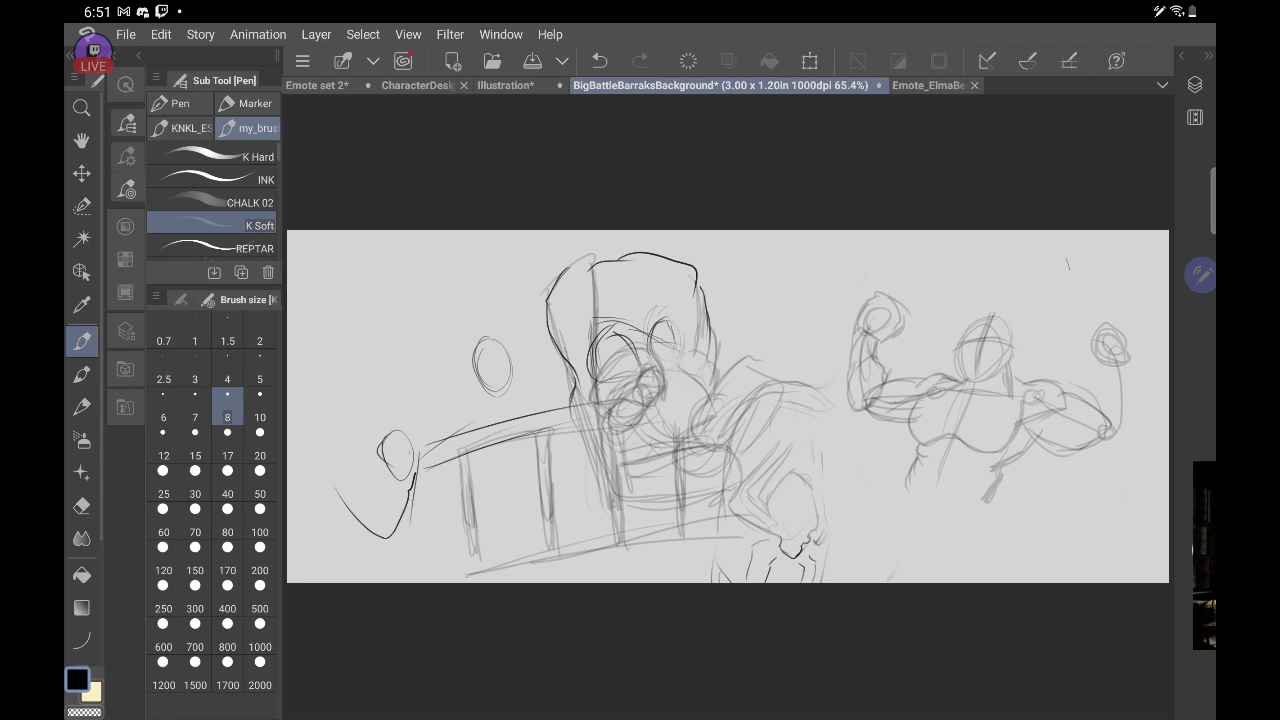 6:51
LIVE
File Edit Story Animation Layer Select View Filter Window Help
Sub Tool [Pen]
Emote set 2* CharacterDesi Illustration* BigBattleBarraksBackground* (3.00 x 1.20in 1000dpi 65.4%) Emote_ElmaBe
Pen Marker
KNKL_ES my_brus
K Hard
INK
CHALK 02
K Soft
REPTAR
Brush size [K
0.7 1 1.5 2
2.5 3 4 5
6 7 8 10
12 15 17 20
25 30 40 50
60 70 80 100
120 150 170 200
250 300 400 500
600 700 800 1000
1200 1500 1700 2000